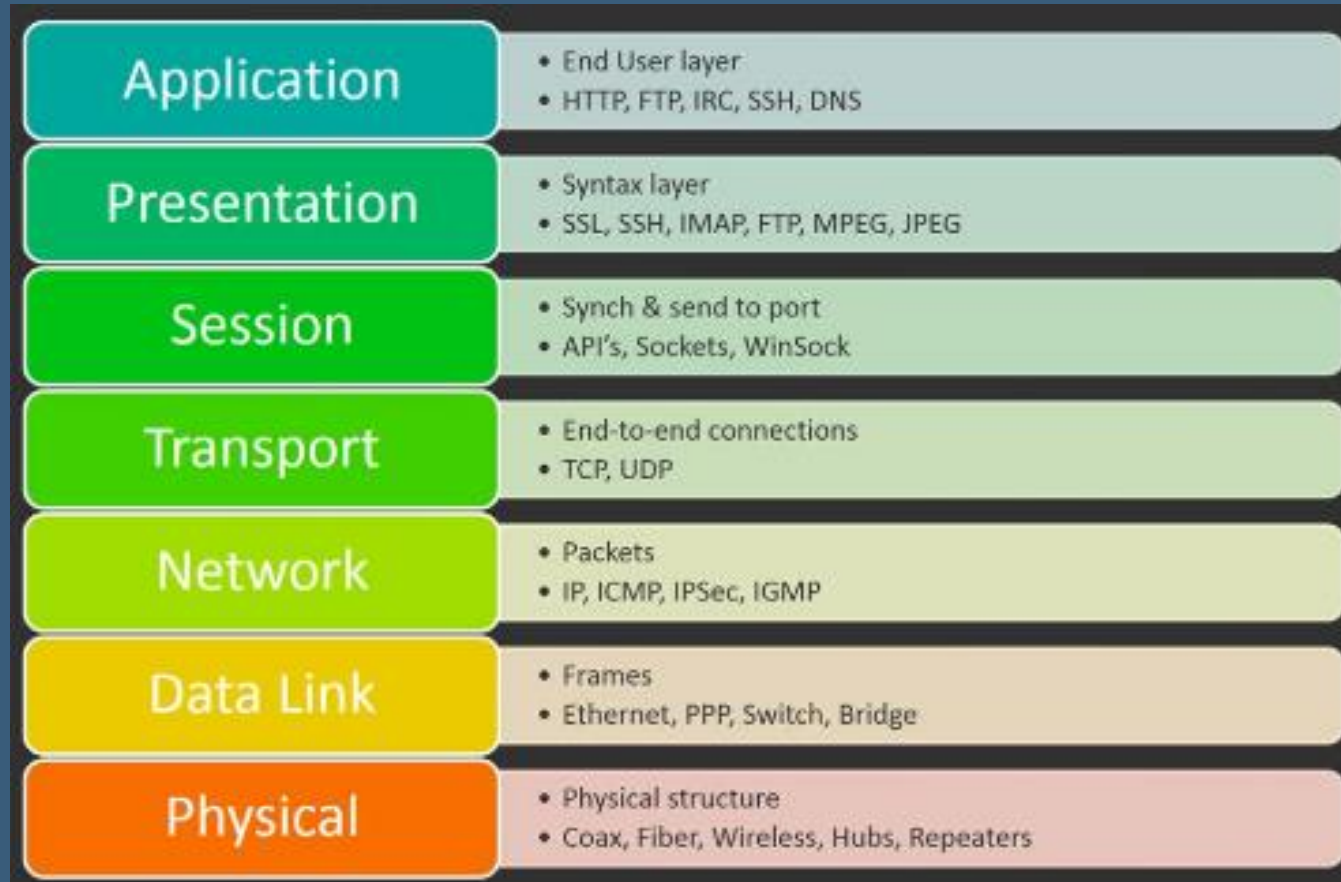 Application
• End User layer
• HTTP, FTP, IRC, SSH, DNS
Presentation
• Syntax layer
• SSL, SSH, IMAP, FTP, MPEG, JPEG
Session
• Synch & send to port
• API's, Sockets, WinSock
Transport
• End-to-end connections
• TCP, UDP
Network
• Packets
• IP, ICMP, IPSec, IGMP
Data Link
• Frames
• Ethernet, PPP, Switch, Bridge
Physical
• Physical structure
• Coax, Fiber, Wireless, Hubs, Repeaters